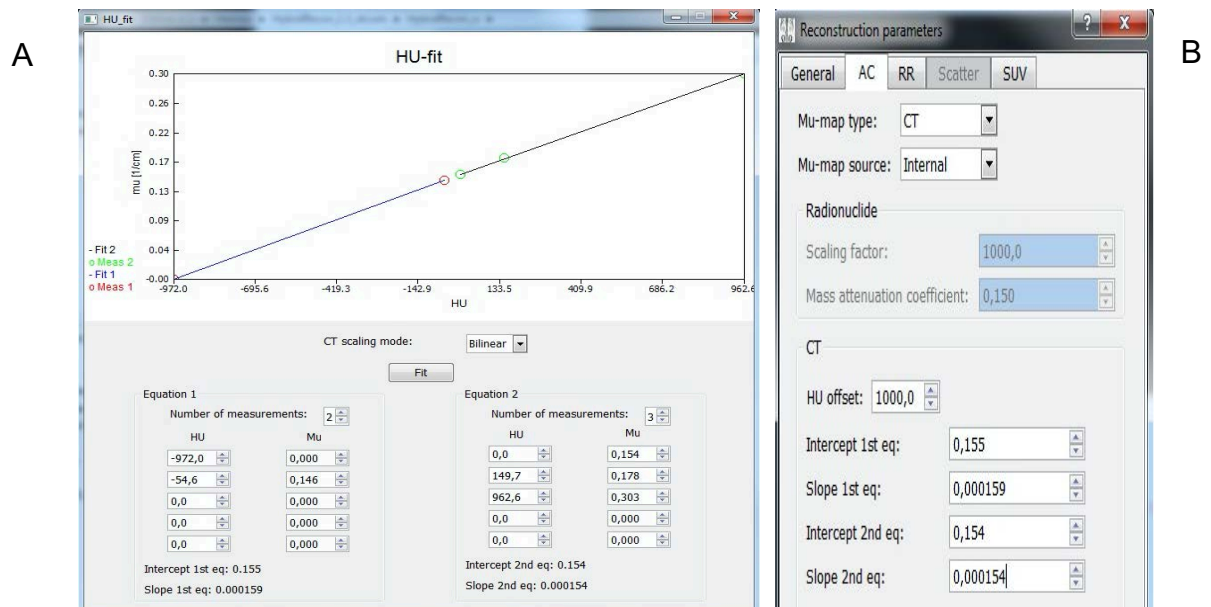 A
HU_fit
HU-fit
0.30
0.26
0.22
0.17
0.13
0.09
0.04
-0.00
mu [1/cm]
- Fit 2
o Meas 2
- Fit 1
o Meas 1
-972.0 -695.6 -419.3 -142.9 133.5 409.9 686.2 962.6
HU
CT scaling mode: Bilinear
Fit
Equation 1
Number of measurements: 2
HU Mu
-972,0 0,000
-54,6 0,146
0,0 0,000
0,0 0,000
0,0 0,000
Intercept 1st eq: 0.155
Slope 1st eq: 0.000159
Equation 2
Number of measurements: 3
HU Mu
0,0 0,154
149,7 0,178
962,6 0,303
0,0 0,000
0,0 0,000
Intercept 2nd eq: 0.154
Slope 2nd eq: 0.000154
B
Reconstruction parameters
General AC RR Scatter SUV
Mu-map type: CT
Mu-map source: Internal
Radionuclide
Scaling factor: 1000,0
Mass attenuation coefficient: 0,150
CT
HU offset: 1000,0
Intercept 1st eq: 0,155
Slope 1st eq: 0,000159
Intercept 2nd eq: 0,154
Slope 2nd eq: 0,000154